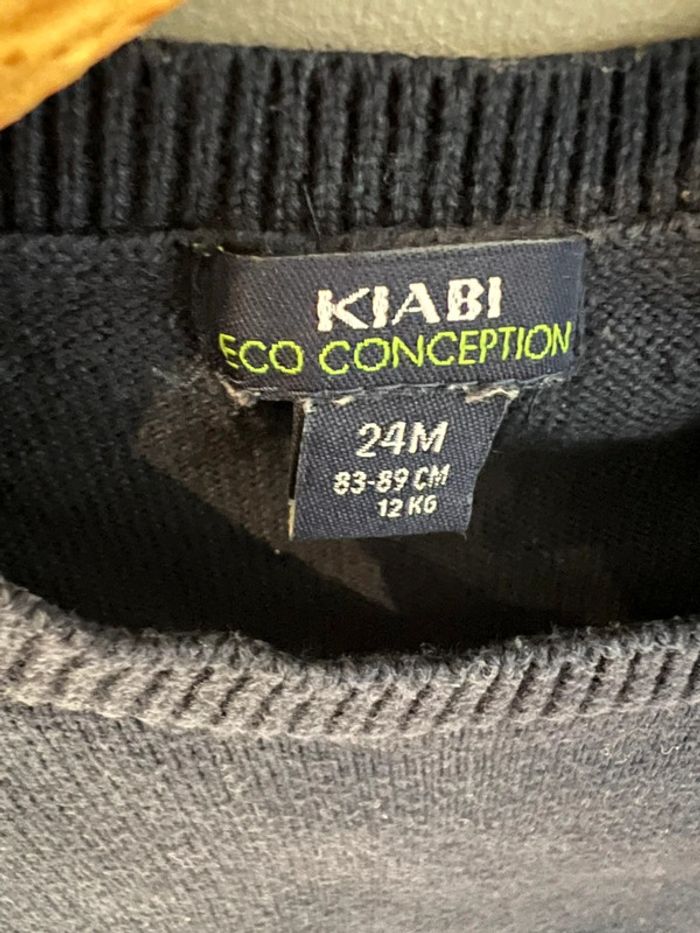 KIABI
ECO CONCEPTION
24M
83-89 CM
12 KG